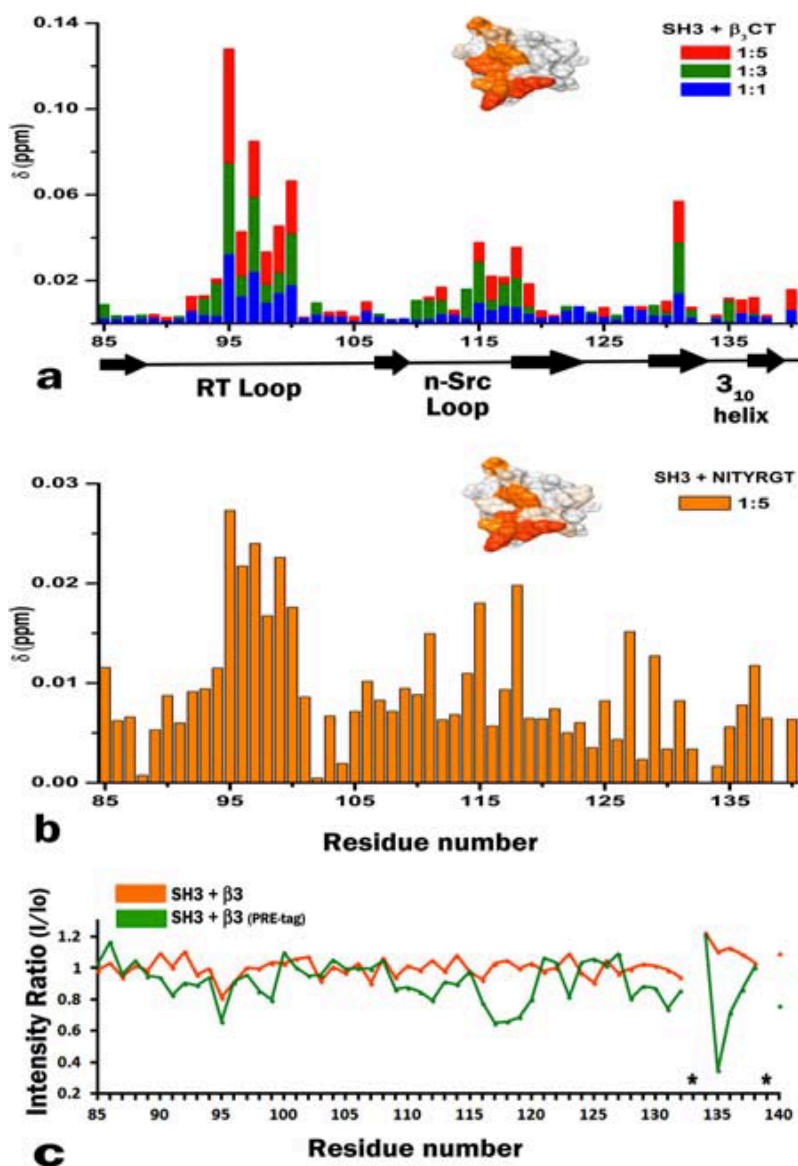 0.14
0.10
0.06
0.02
δ (ppm)
SH3 + β₃CT
1:5
1:3
1:1
85 95 105 115 125 135
a
RT Loop
n-Src
Loop
3₁₀
helix
0.03
0.02
0.01
0.00
δ (ppm)
SH3 + NITYRGT
1:5
85 95 105 115 125 135
b
Residue number
SH3 + β3
SH3 + β3 (PRE-tag)
Intensity Ratio (I/Io)
1.2
1
0.8
0.6
0.4
0.2
* *
85 90 95 100 105 110 115 120 125 130 135 140
c
Residue number